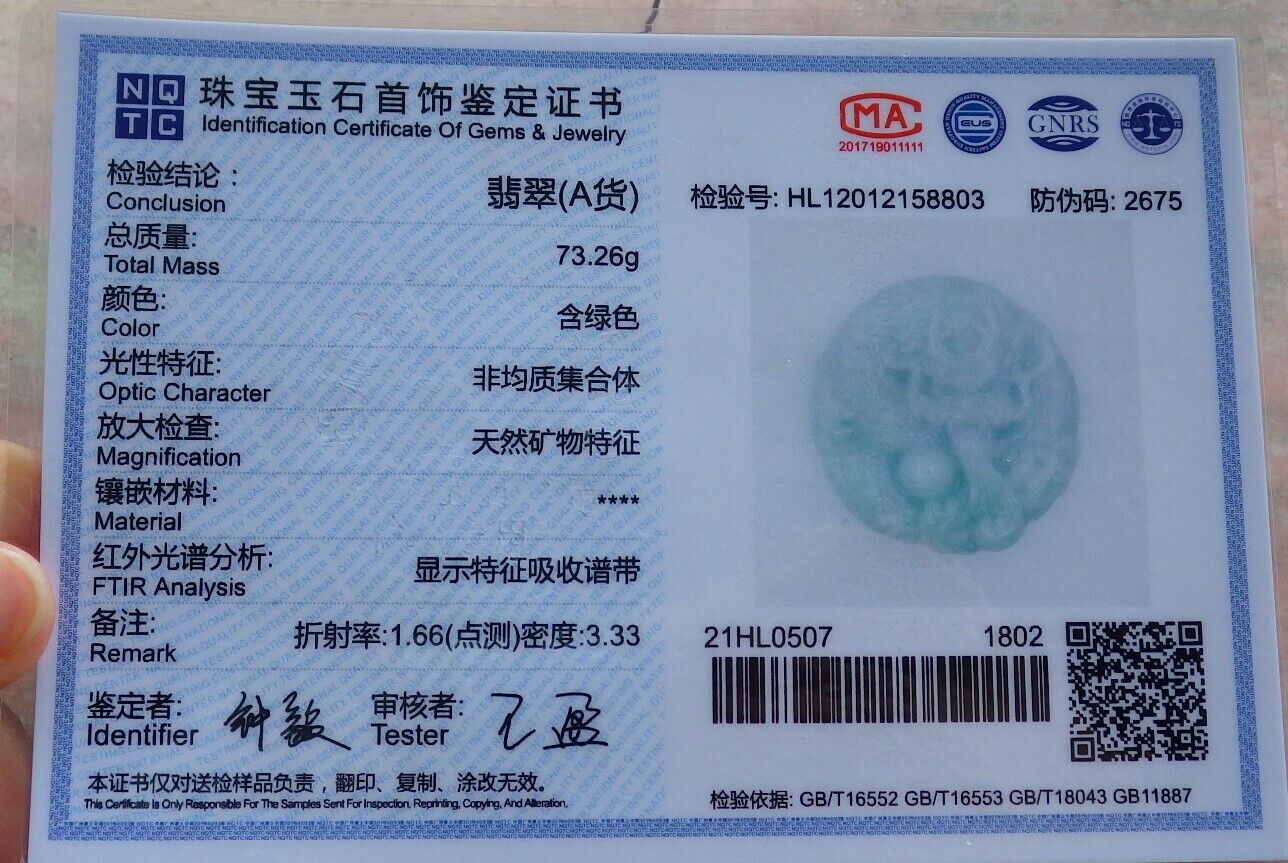 NQ
TC
珠宝玉石首饰鉴定证书
Identification Certificate Of Gems & Jewelry
检验结论：
Conclusion
翡翠(A货)
总质量:
Total Mass
73.26g
颜色:
Color
含绿色
光性特征:
Optic Character
非均质集合体
放大检查:
Magnification
天然矿物特征
镶嵌材料:
Material
****
红外光谱分析:
FTIR Analysis
显示特征吸收谱带
备注:
Remark
折射率:1.66(点测)密度:3.33
鉴定者:
Identifier
审核者:
Tester
王盈
本证书仅对送检样品负责，翻印、复制、涂改无效。
This Certificate Is Only Responsible For The Samples Sent For Inspection, Reprinting, Copying, And Alteration.
MA
201719011111
EUS
GNRS
检验号: HL12012158803 防伪码: 2675
21HL0507 1802
检验依据: GB/T16552 GB/T16553 GB/T18043 GB11887